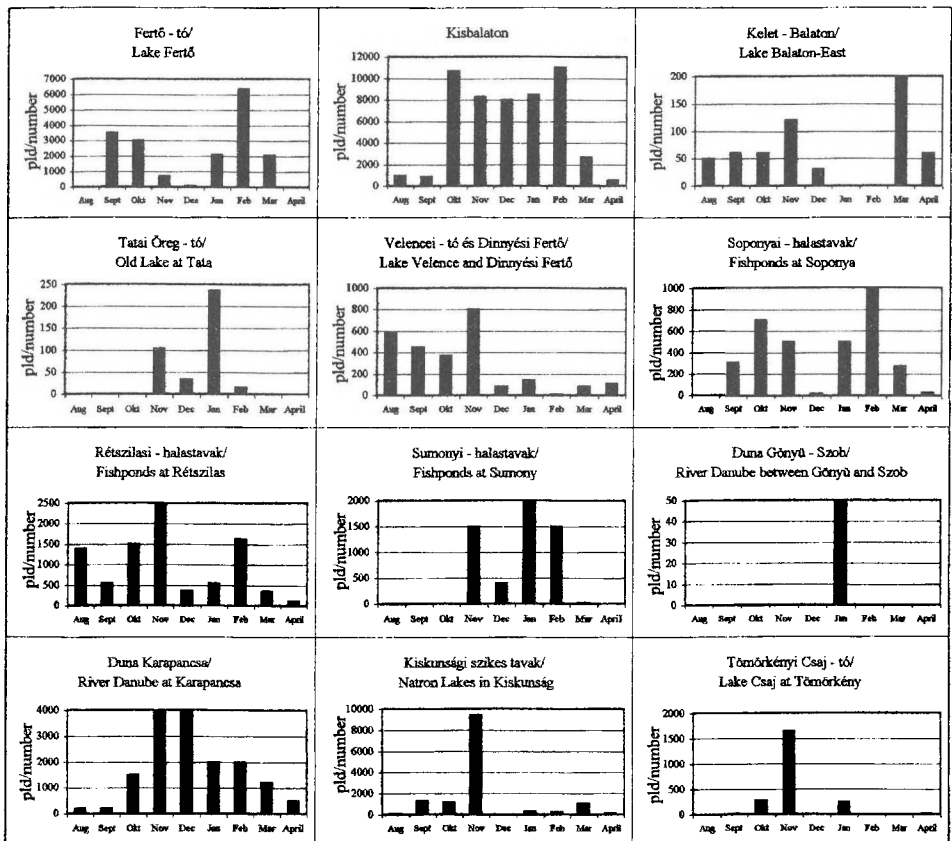 Fertő - tó/
Lake Fertő
pld/number
7000
6000
5000
4000
3000
2000
1000
0
Aug Sept Okt Nov Dec Jan Feb Mar April
Kisbalaton
pld/number
12000
10000
8000
6000
4000
2000
0
Aug Sept Okt Nov Dec Jan Feb Mar April
Kelet - Balaton/
Lake Balaton-East
pld/number
200
150
100
50
0
Aug Sept Okt Nov Dec Jan Feb Mar April
Tatai Öreg - tó/
Old Lake at Tata
pld/number
250
200
150
100
50
0
Aug Sept Okt Nov Dec Jan Feb Mar April
Velencei - tó és Dinnyési Fertő/
Lake Velence and Dinnyési Fertő
pld/number
1000
800
600
400
200
0
Aug Sept Okt Nov Dec Jan Feb Mar April
Soponyai - halastavak/
Fishponds at Soponya
pld/number
1000
800
600
400
200
0
Aug Sept Okt Nov Dec Jan Feb Mar April
Rétszilasi - halastavak/
Fishponds at Rétszilas
pld/number
2500
2000
1500
1000
500
0
Aug Sept Okt Nov Dec Jan Feb Mar April
Sumonyi - halastavak/
Fishponds at Sumony
pld/number
2000
1500
1000
500
0
Aug Sept Okt Nov Dec Jan Feb Mar April
Duna Gönyü - Szob/
River Danube between Gönyü and Szob
pld/number
50
40
30
20
10
0
Aug Sept Okt Nov Dec Jan Feb Mar April
Duna Karapancsa/
River Danube at Karapancsa
pld/number
4000
3000
2000
1000
0
Aug Sept Okt Nov Dec Jan Feb Mar April
Kiskunsági szikes tavak/
Natron Lakes in Kiskunság
pld/number
10000
8000
6000
4000
2000
0
Aug Sept Okt Nov Dec Jan Feb Mar April
Tömörkényi Csaj - tó/
Lake Csaj at Tömörkény
pld/number
2000
1500
1000
500
0
Aug Sept Okt Nov Dec Jan Feb Mar April